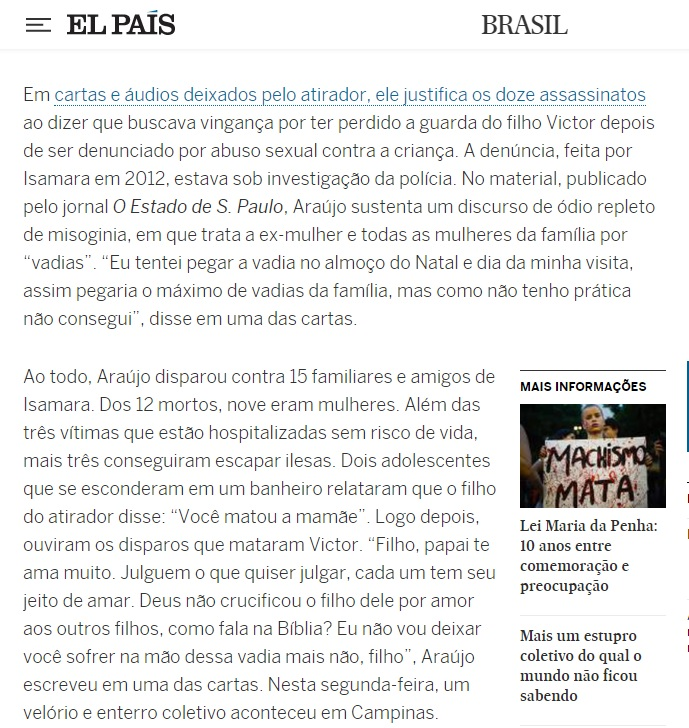 EL PAÍS
BRASIL
Em cartas e áudios deixados pelo atirador, ele justifica os doze assassinatos
ao dizer que buscava vingança por ter perdido a guarda do filho Victor depois
de ser denunciado por abuso sexual contra a criança. A denúncia, feita por
Isamara em 2012, estava sob investigação da polícia. No material, publicado
pelo jornal O Estado de S. Paulo, Araújo sustenta um discurso de ódio repleto
de misoginia, em que trata a ex-mulher e todas as mulheres da família por
“vadias”. “Eu tentei pegar a vadia no almoço do Natal e dia da minha visita,
assim pegaria o máximo de vadias da família, mas como não tenho prática
não consegui”, disse em uma das cartas.
Ao todo, Araújo disparou contra 15 familiares e amigos de
Isamara. Dos 12 mortos, nove eram mulheres. Além das
três vítimas que estão hospitalizadas sem risco de vida,
mais três conseguiram escapar ilesas. Dois adolescentes
que se esconderam em um banheiro relataram que o filho
do atirador disse: “Você matou a mamãe”. Logo depois,
ouviram os disparos que mataram Victor. “Filho, papai te
ama muito. Julguem o que quiser julgar, cada um tem seu
jeito de amar. Deus não crucificou o filho dele por amor
aos outros filhos, como fala na Bíblia? Eu não vou deixar
você sofrer na mão dessa vadia mais não, filho”, Araújo
escreveu em uma das cartas. Nesta segunda-feira, um
velório e enterro coletivo aconteceu em Campinas.
MAIS INFORMAÇÕES
MACHISMO
MATA
Lei Maria da Penha:
10 anos entre
comemoração e
preocupação
Mais um estupro
coletivo do qual o
mundo não ficou
sabendo